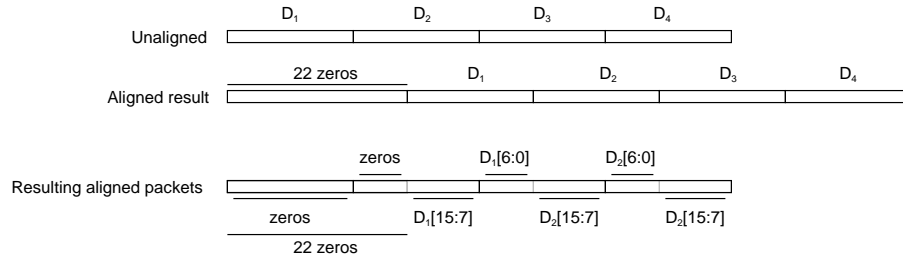 D₁ D₂ D₃ D₄
Unaligned
22 zeros D₁ D₂ D₃ D₄
Aligned result
zeros D₁[6:0] D₂[6:0]
Resulting aligned packets
zeros D₁[15:7] D₂[15:7] D₂[15:7]
22 zeros